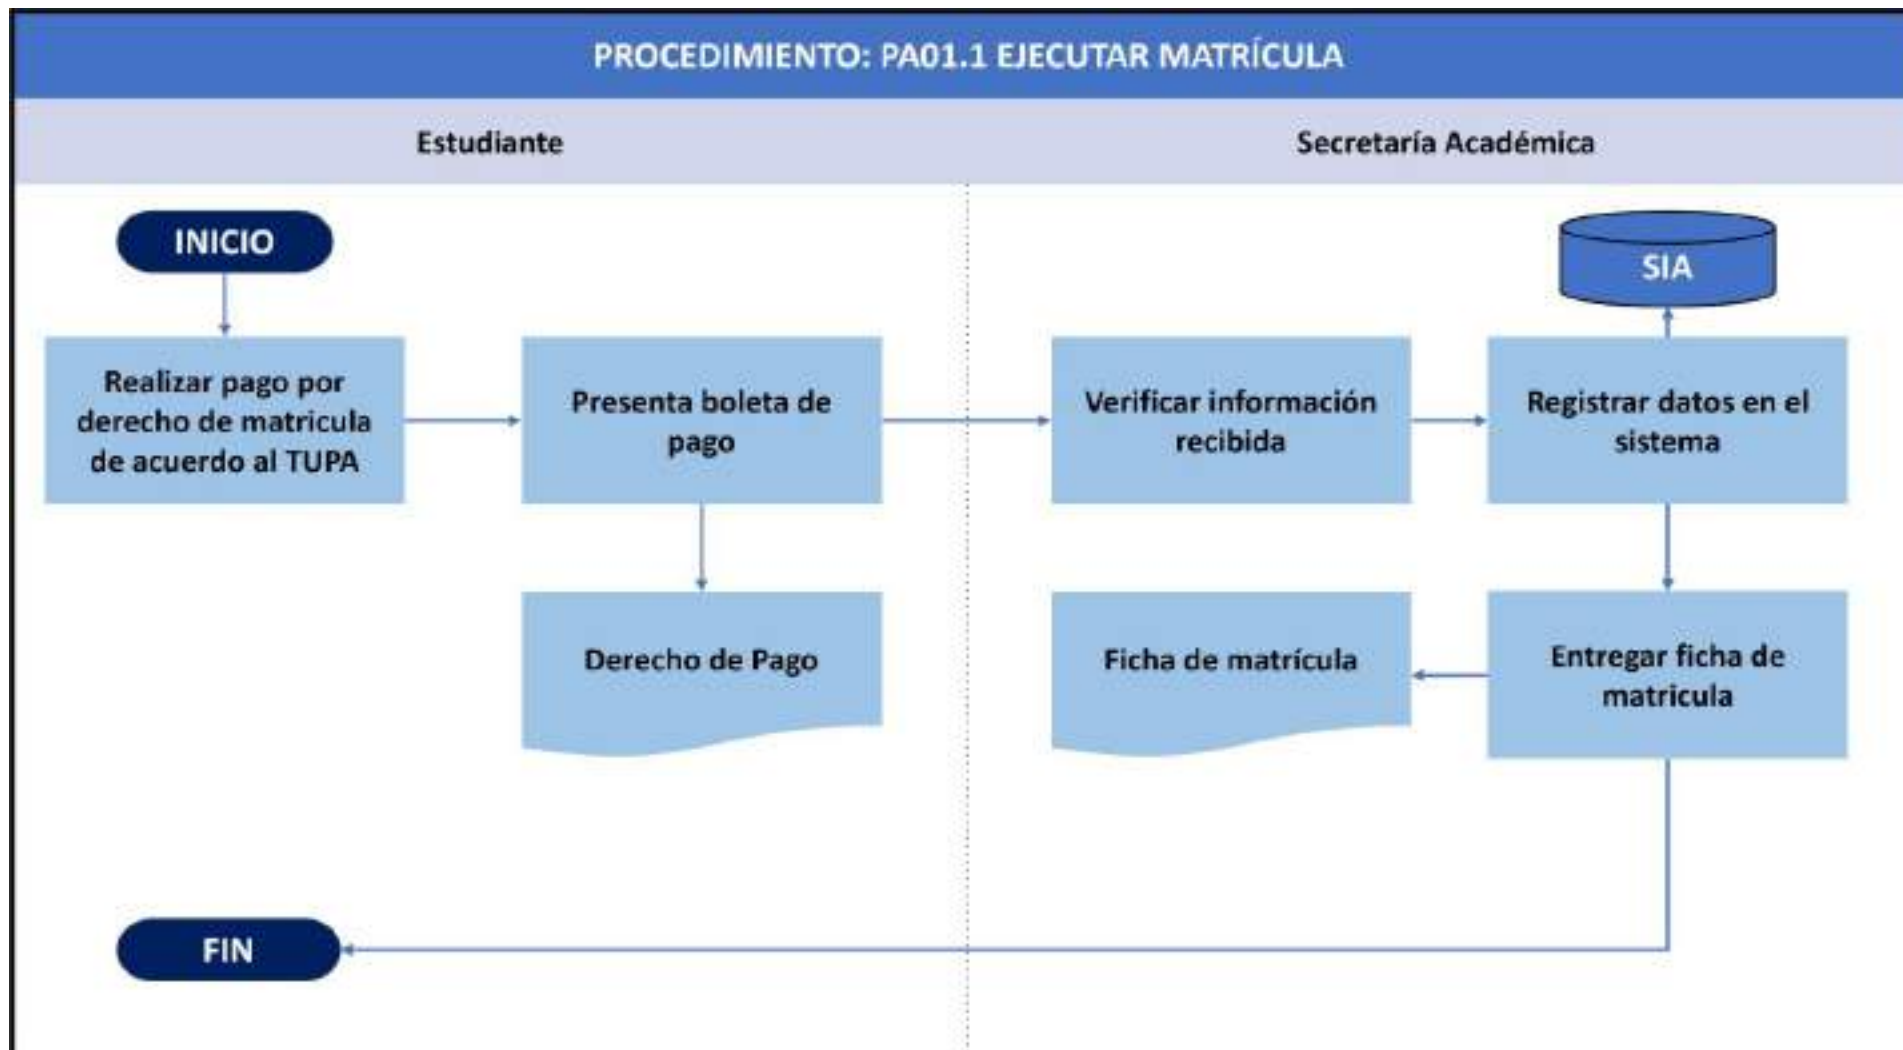 PROCEDIMIENTO: PA01.1 EJECUTAR MATRÍCULA
Estudiante
Secretaría Académica
INICIO
SIA
Realizar pago por
derecho de matricula
de acuerdo al TUPA
Presenta boleta de
pago
Verificar información
recibida
Registrar datos en el
sistema
Derecho de Pago
Ficha de matrícula
Entregar ficha de
matricula
FIN